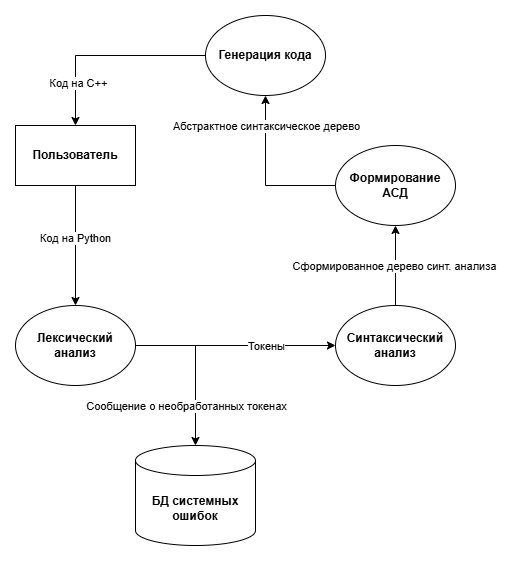 Генерация кода
Код на C++
Абстрактное синтаксическое дерево
Пользователь
Формирование
АСД
Код на Python
Сформированное дерево синт. анализа
Лексический
анализ
Токены
Синтаксический
анализ
Сообщение о необработанных токенах
БД системных
ошибок